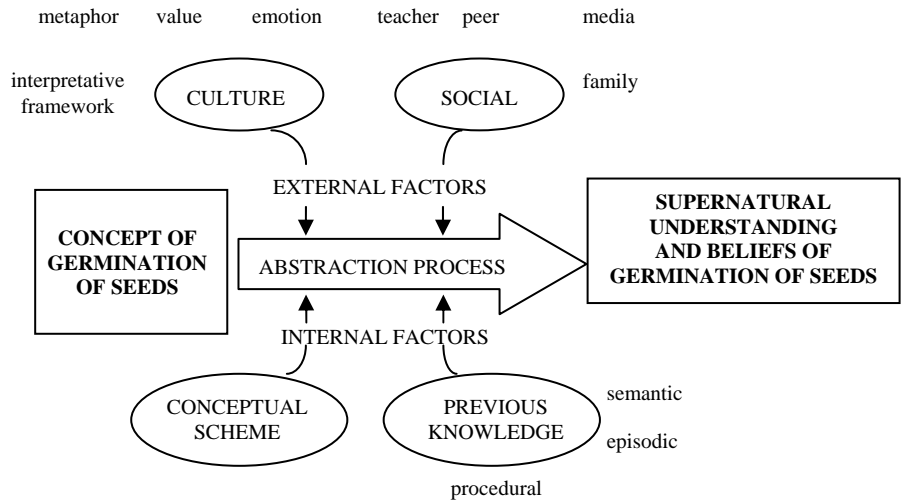 metaphor value emotion teacher peer media
interpretative
framework
CULTURE
SOCIAL
family
EXTERNAL FACTORS
CONCEPT OF
GERMINATION
OF SEEDS
ABSTRACTION PROCESS
SUPERNATURAL
UNDERSTANDING
AND BELIEFS OF
GERMINATION OF SEEDS
INTERNAL FACTORS
CONCEPTUAL
SCHEME
PREVIOUS
KNOWLEDGE
semantic
episodic
procedural